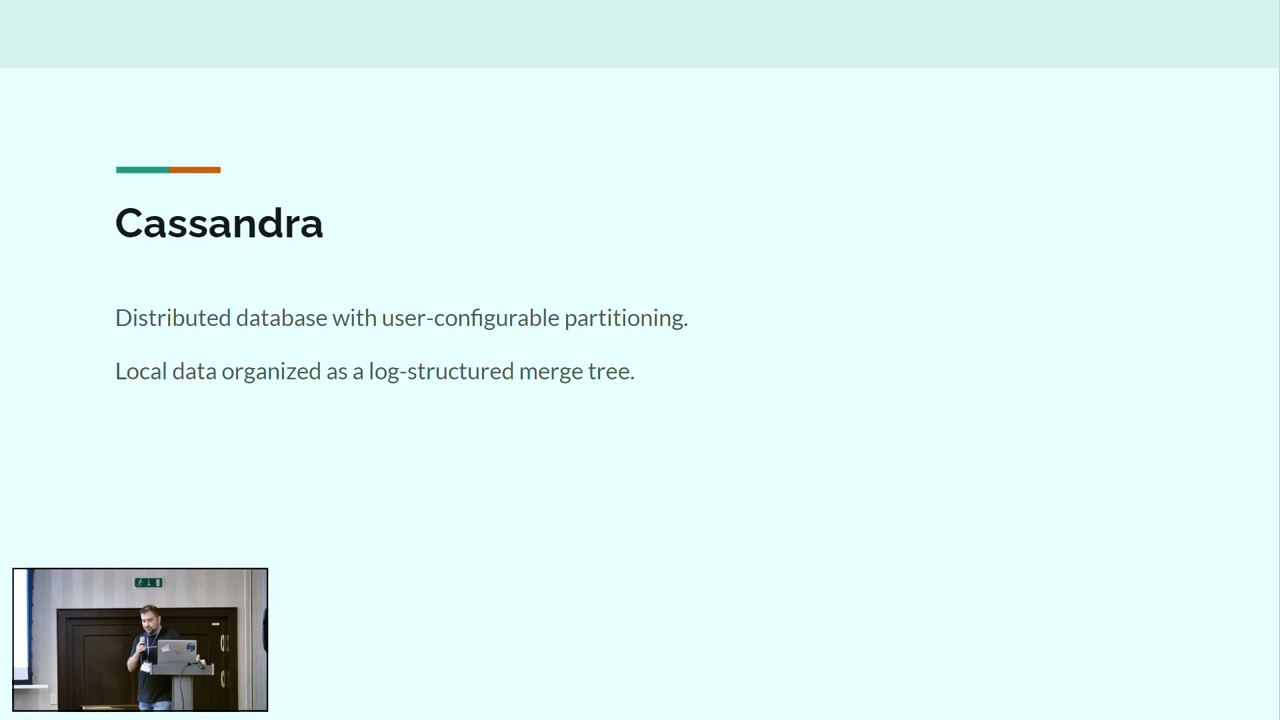 Cassandra
Distributed database with user-configurable partitioning.
Local data organized as a log-structured merge tree.